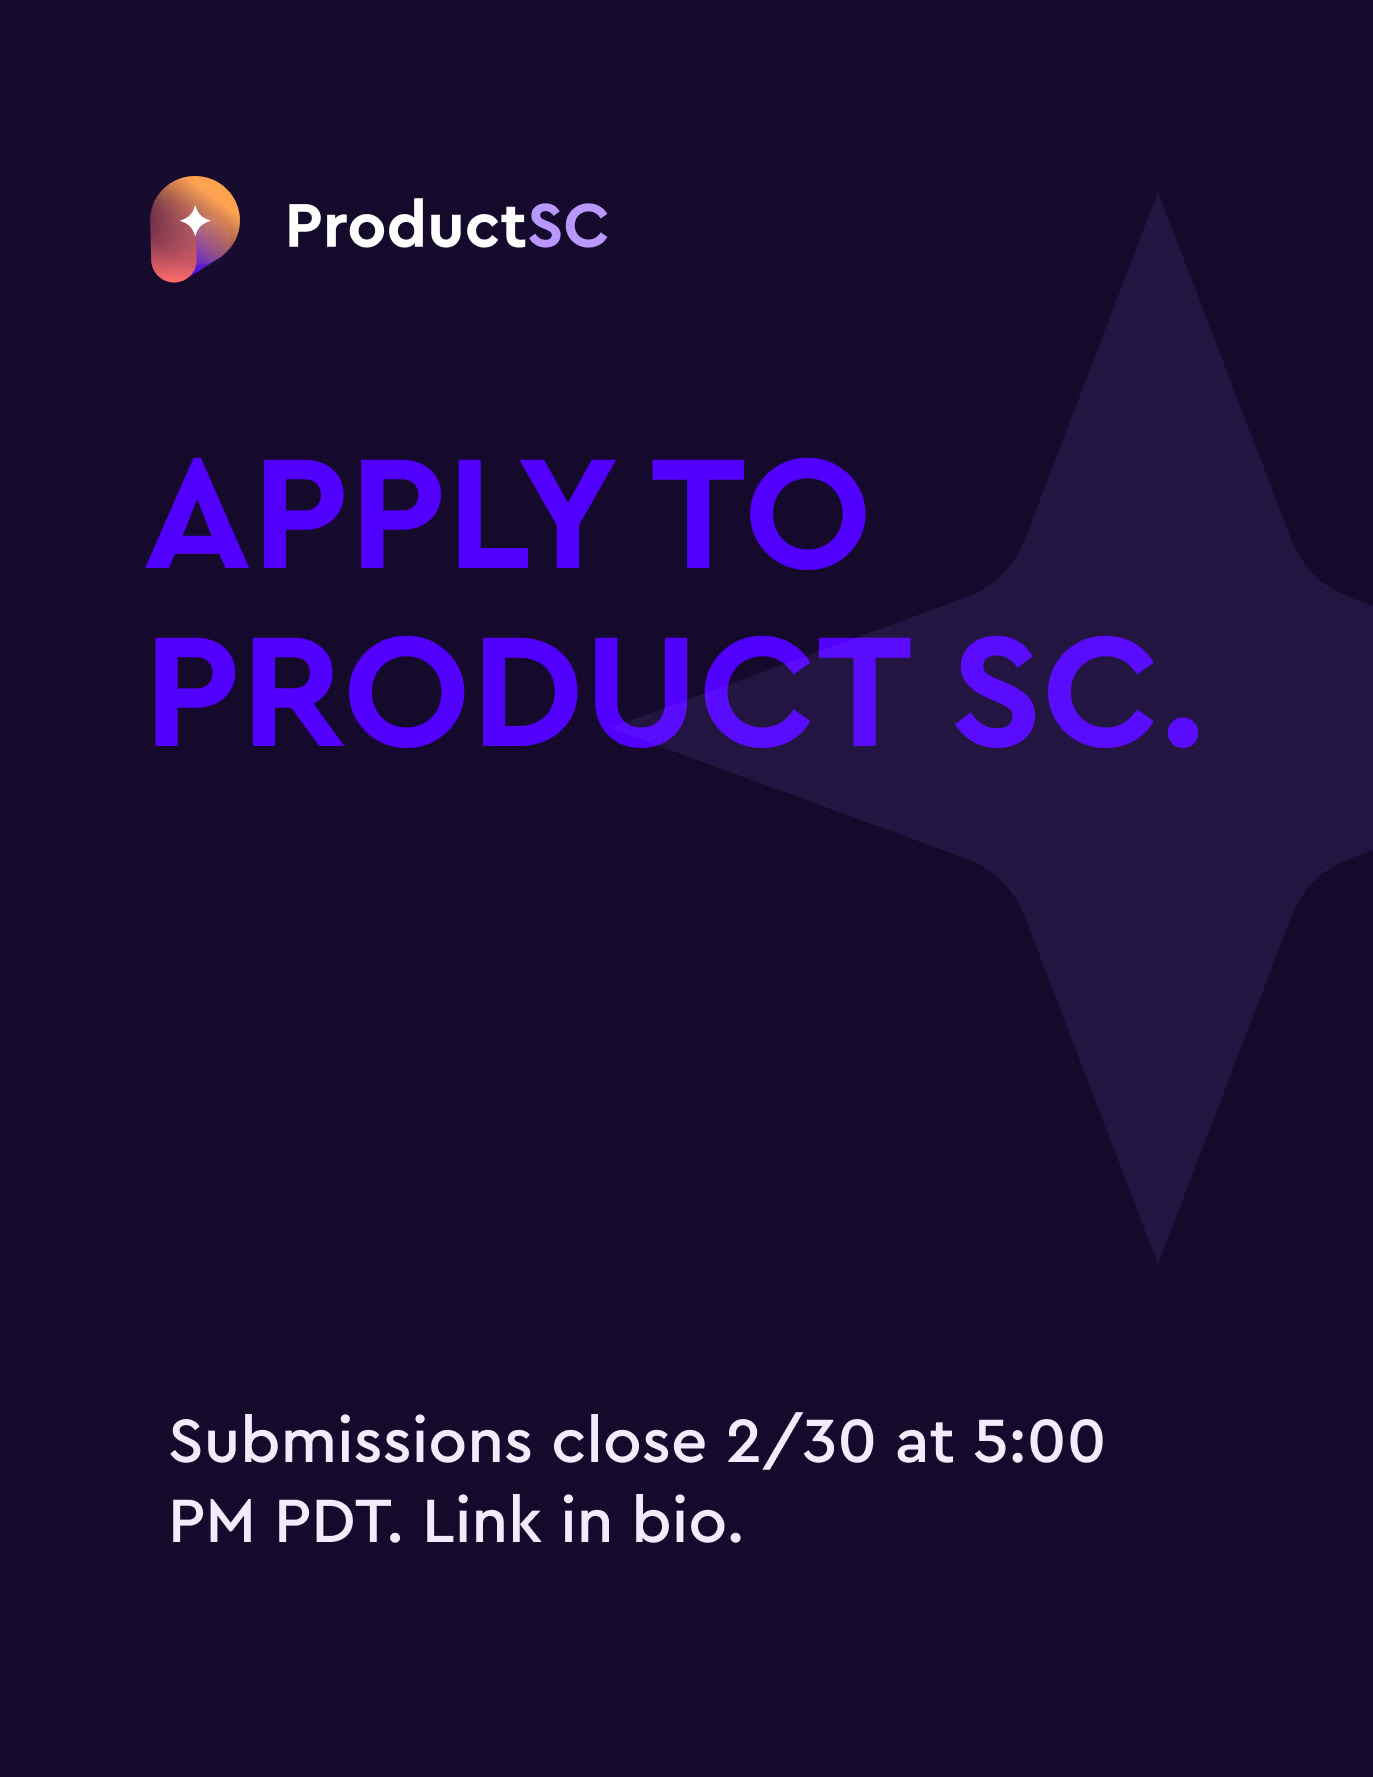 ProductSC
APPLY TO
PRODUCT SC.
Submissions close 2/30 at 5:00
PM PDT. Link in bio.